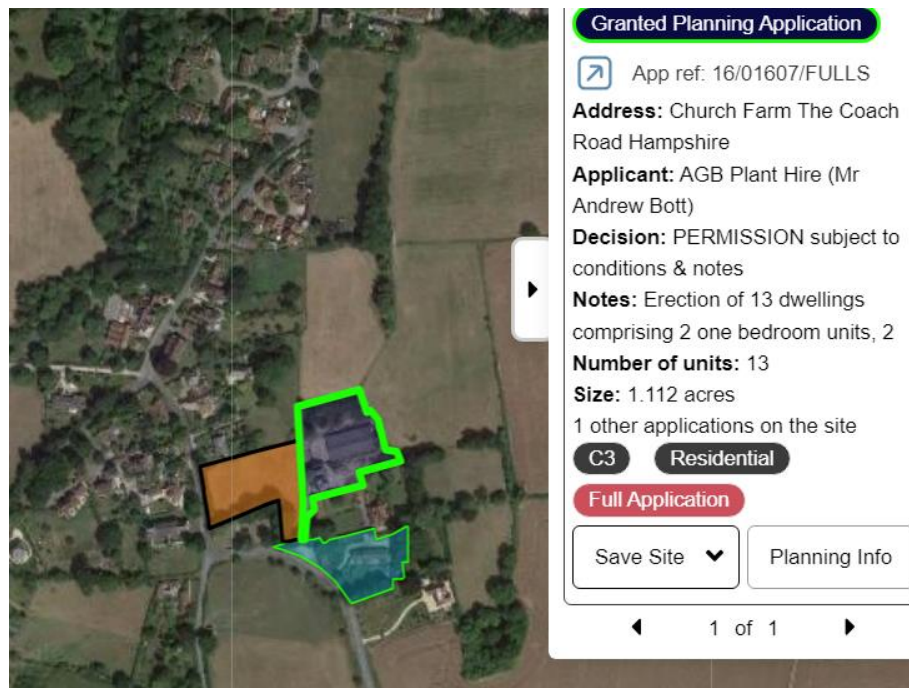 Granted Planning Application
App ref: 16/01607/FULLS
Address: Church Farm The Coach
Road Hampshire
Applicant: AGB Plant Hire (Mr
Andrew Bott)
Decision: PERMISSION subject to
conditions & notes
Notes: Erection of 13 dwellings
comprising 2 one bedroom units, 2
Number of units: 13
Size: 1.112 acres
1 other applications on the site
C3 Residential
Full Application
Save Site Planning Info
1 of 1